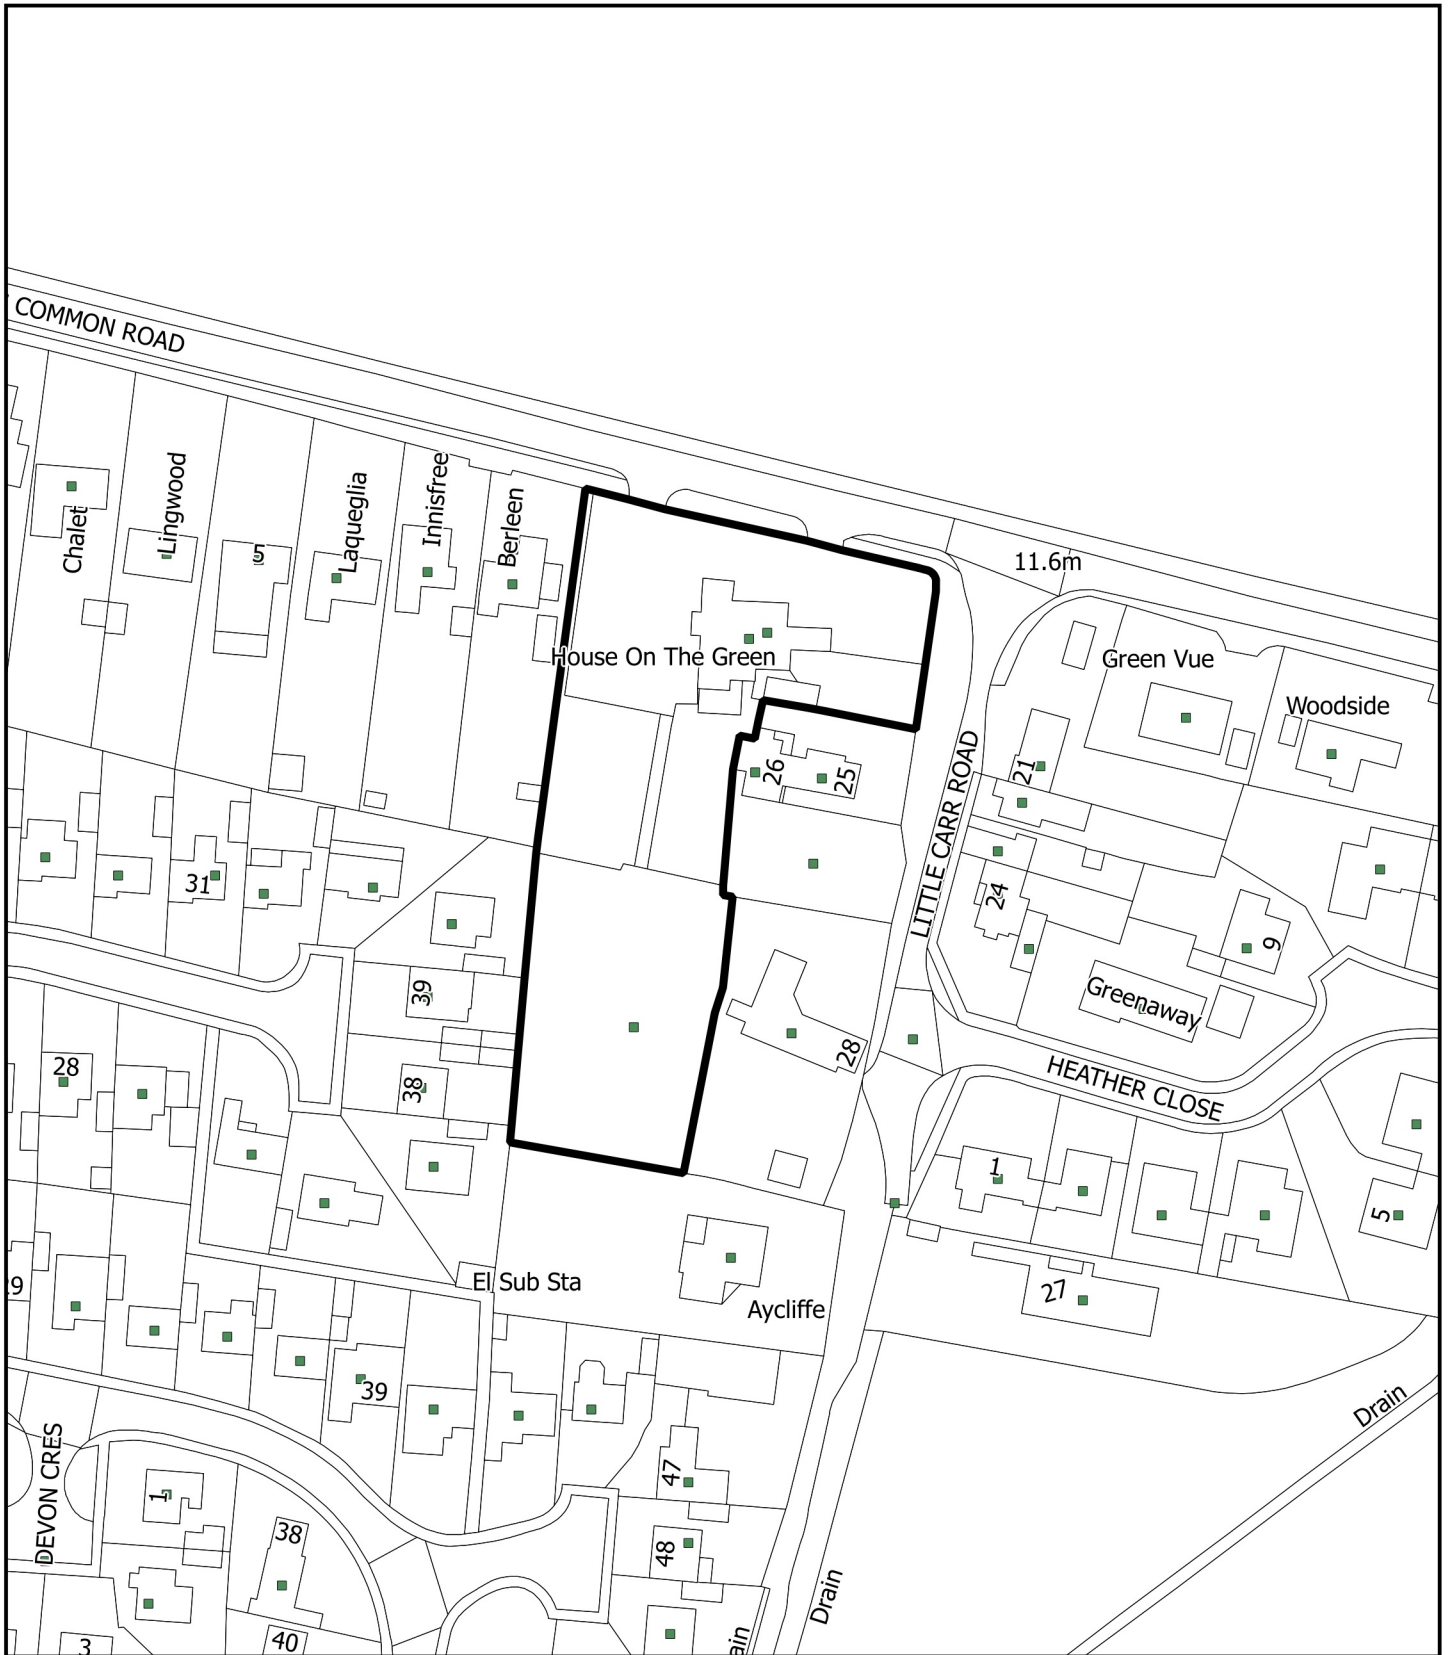 COMMON ROAD
Chalet
Lingwood
5
Laqueglia
Innisfree
Berleen
11.6m
House On The Green
Green Vue
Woodside
26
25
21
LITTLE CARR ROAD
31
24
9
39
Greenaway
28
28
38
HEATHER CLOSE
1
5
El Sub Sta
Aycliffe
27
39
DEVON CRES
Drain
47
1
38
48
Drain
3
40